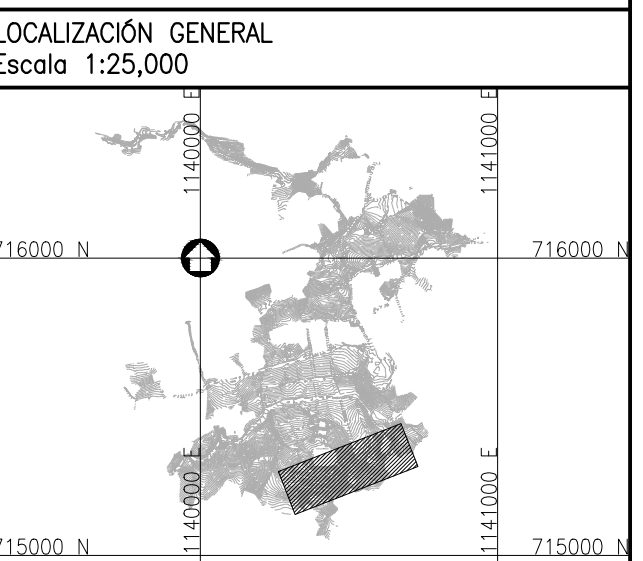 LOCALIZACIÓN GENERAL
Escala 1:25,000
1140000 E
1141000 E
716000 N
716000 N
1140000 E
1141000 E
715000 N
715000 N